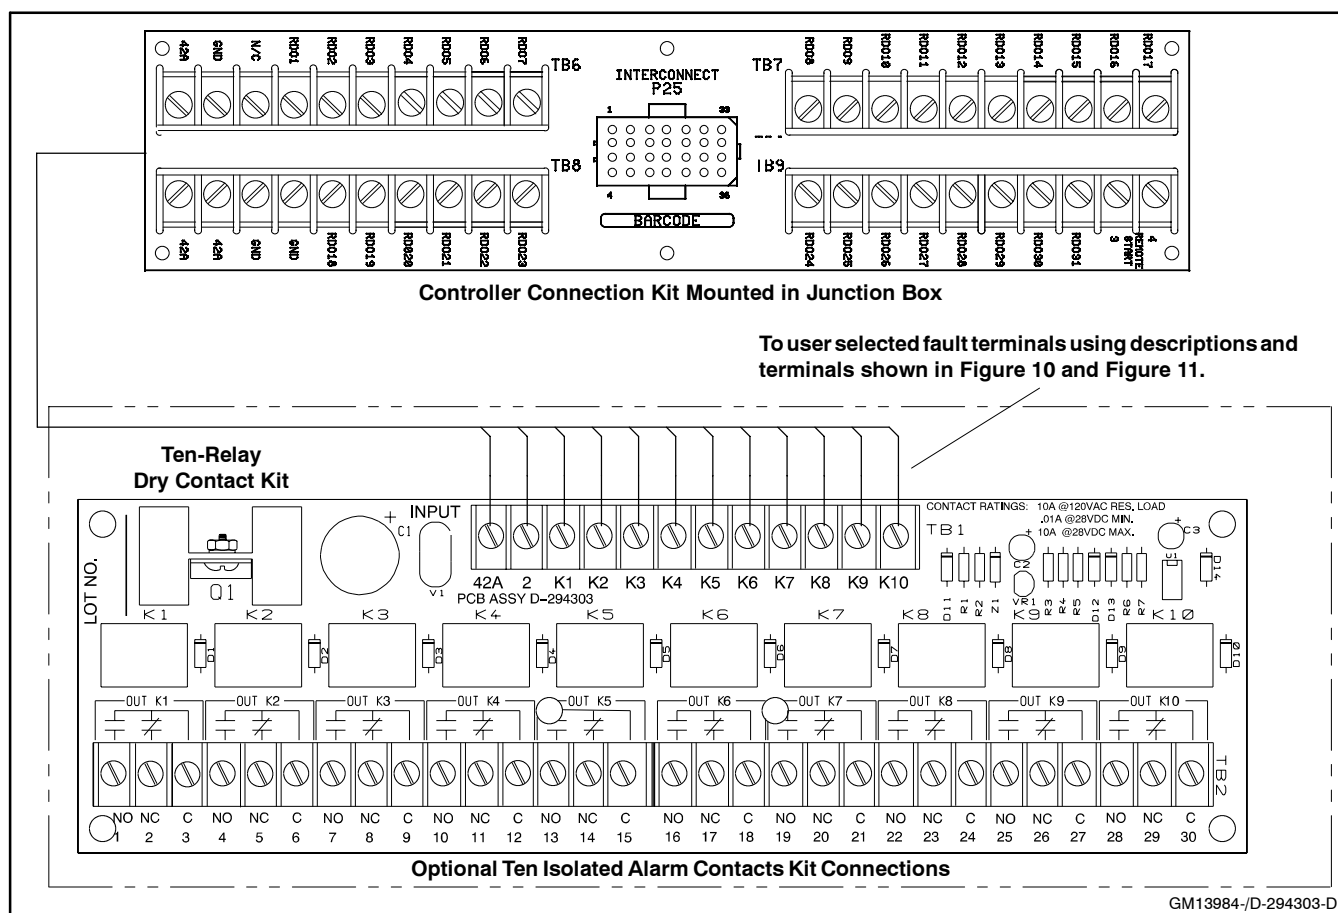 42A GND N/C RDO1 RDO2 RDO3 RDO4 RDO5 RDO6 RDO7
TB6
INTERCONNECT
P25
1 33
TB7
RDO8 RDO9 RDO10 RDO11 RDO12 RDO13 RDO14 RDO15 RDO16 RDO17
TB8
4 36
BARCODE
TB9
42A 42A GND GND RDO18 RDO19 RDO20 RDO21 RDO22 RDO23
RDO24 RDO25 RDO26 RDO27 RDO28 RDO29 RDO30 RDO31 3 REMOTE START 4
Controller Connection Kit Mounted in Junction Box
To user selected fault terminals using descriptions and
terminals shown in Figure 10 and Figure 11.
Ten-Relay
Dry Contact Kit
LOT NO.
Q1
+
C1
INPUT
V1
42A 2 K1 K2 K3 K4 K5 K6 K7 K8 K9 K10
PCB ASSY D-294303
TB1
CONTACT RATINGS: 10A @120VAC RES. LOAD
.01A @28VDC MIN.
10A @28VDC MAX.
+ C2
VR1
+ C3
U1
D14
D11 R1 R2 Z1 R3 R4 R5 D12 D13 R6 R7
K1 K2 K3 K4 K5 K6 K7 K8 K9 K10
D1 D2 D3 D4 D5 D6 D7 D8 D9 D10
OUT K1 OUT K2 OUT K3 OUT K4 OUT K5 OUT K6 OUT K7 OUT K8 OUT K9 OUT K10
TB2
NO NC C NO NC C NO NC C NO NC C NO NC C NO NC C NO NC C NO NC C NO NC C NO NC C
1 2 3 4 5 6 7 8 9 10 11 12 13 14 15 16 17 18 19 20 21 22 23 24 25 26 27 28 29 30
Optional Ten Isolated Alarm Contacts Kit Connections
GM13984-/D-294303-D